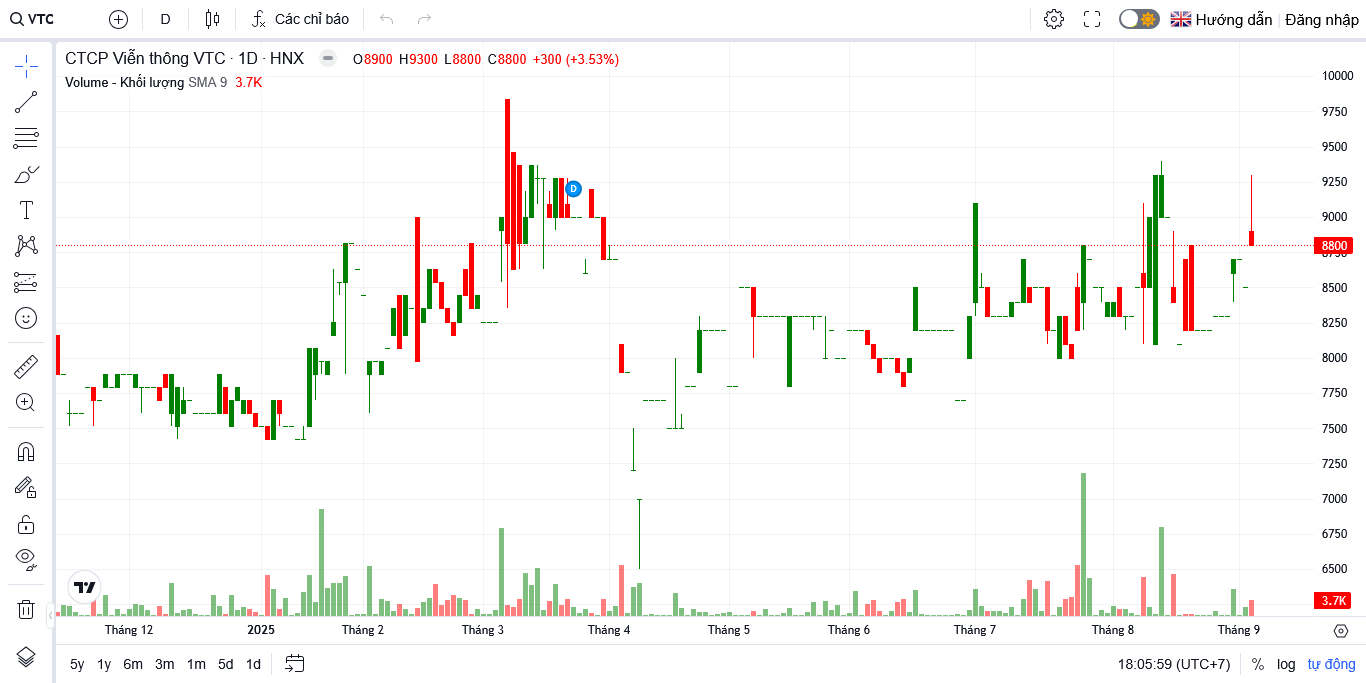 VTC D Các chỉ báo Hướng dẫn Đăng nhập
CTCP Viễn thông VTC · 1D · HNX O8900 H9300 L8800 C8800 +300 (+3.53%)
Volume - Khối lượng SMA 9 3.7K
10000
9750
9500
9250
D
9000
8800
8750
8500
8250
8000
7750
7500
7250
7000
6750
6500
3.7K
Tháng 12 2025 Tháng 2 Tháng 3 Tháng 4 Tháng 5 Tháng 6 Tháng 7 Tháng 8 Tháng 9
5y 1y 6m 3m 1m 5d 1d 18:05:59 (UTC+7) % log tự động